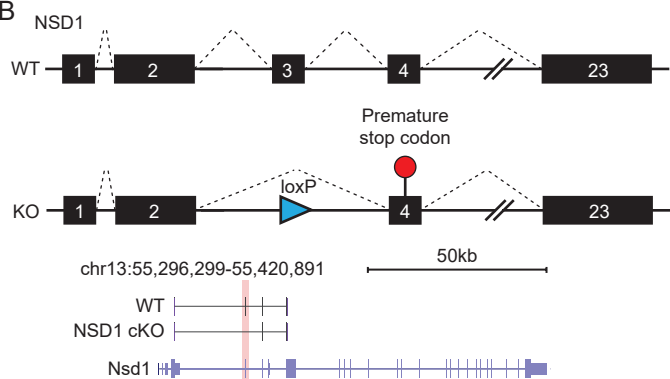 B
NSD1
WT 1 2 3 4 23
Premature
stop codon
loxP
KO 1 2 4 23
50kb
chr13:55,296,299-55,420,891
WT
NSD1 cKO
Nsd1